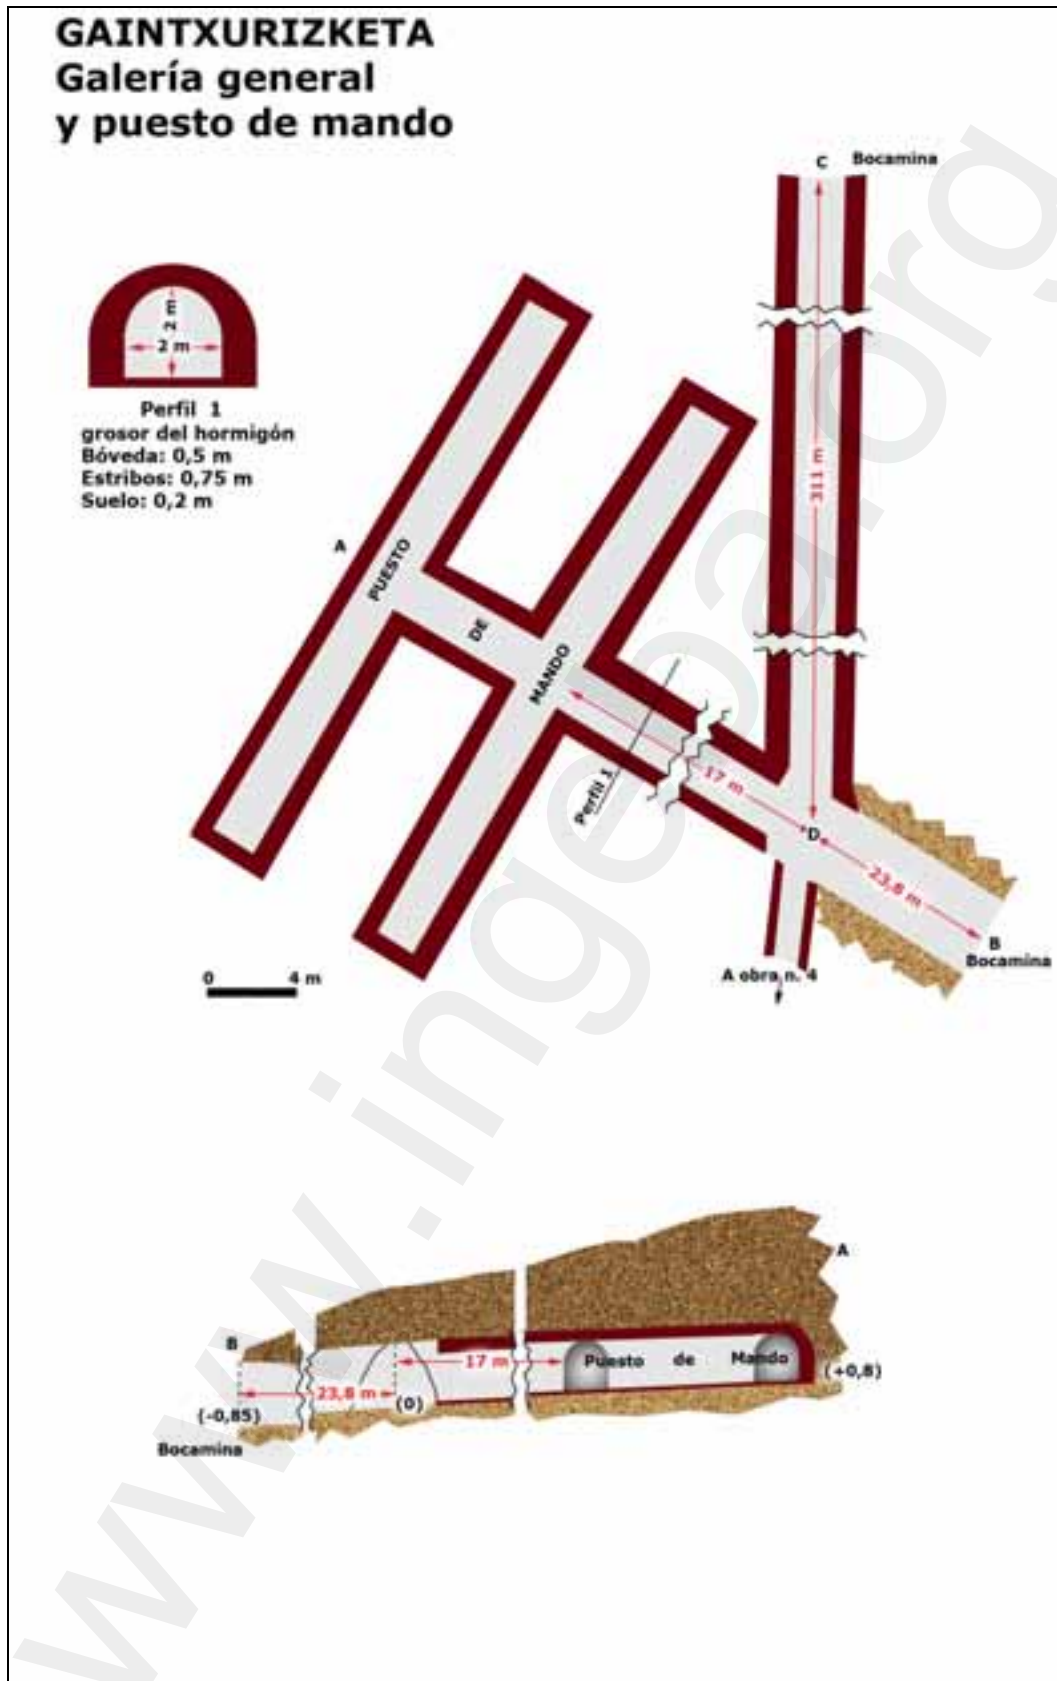 GAINTXURIZKETA
Galería general
y puesto de mando
C
Bocamina
2 m
2 m
Perfil 1
grosor del hormigón
Bóveda: 0,5 m
Estribos: 0,75 m
Suelo: 0,2 m
A
PUESTO
DE
MANDO
311 m
Perfil 1
17 m
D
23,8 m
B
Bocamina
A obra n. 4
0 4 m
A
B
17 m
Puesto de Mando
(+0,8)
23,8 m
(0)
(-0,85)
Bocamina
www.ingeba.org